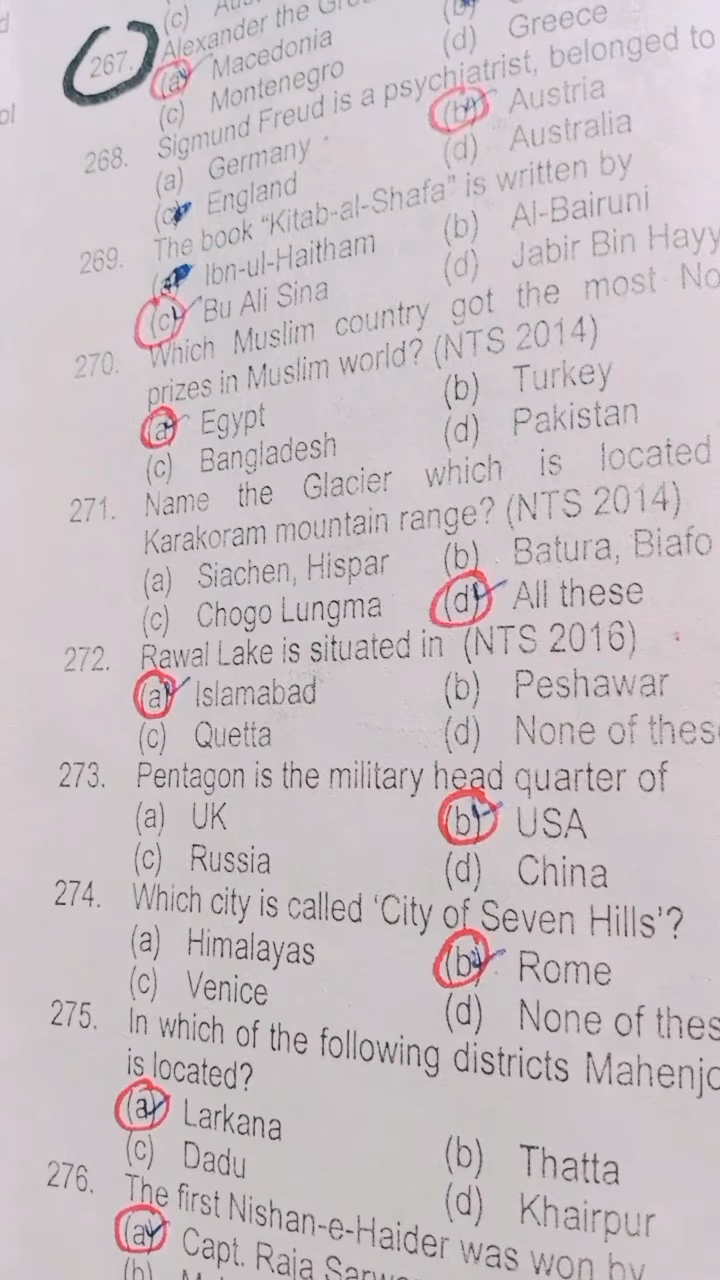 (c)
267. Alexander the
(a) Macedonia
(d) Greece
(c) Montenegro
268. Sigmund Freud is a psychiatrist, belonged to
(a) Germany (b) Austria
(c) England (d) Australia
269. The book "Kitab-al-Shafa" is written by
(a) Ibn-ul-Haitham (b) Al-Bairuni
(c) Bu Ali Sina (d) Jabir Bin Hayy
270. Which Muslim country got the most No
prizes in Muslim world? (NTS 2014)
(a) Egypt (b) Turkey
(c) Bangladesh (d) Pakistan
271. Name the Glacier which is located
Karakoram mountain range? (NTS 2014)
(a) Siachen, Hispar (b) Batura, Biafo
(c) Chogo Lungma (d) All these
272. Rawal Lake is situated in (NTS 2016)
(a) Islamabad (b) Peshawar
(c) Quetta (d) None of thes
273. Pentagon is the military head quarter of
(a) UK (b) USA
(c) Russia (d) China
274. Which city is called 'City of Seven Hills'?
(a) Himalayas (b) Rome
(c) Venice (d) None of thes
275. In which of the following districts Mahenjo
is located?
(a) Larkana (b) Thatta
(c) Dadu (d) Khairpur
276. The first Nishan-e-Haider was won by
(a) Capt. Raja Sarw
(b)